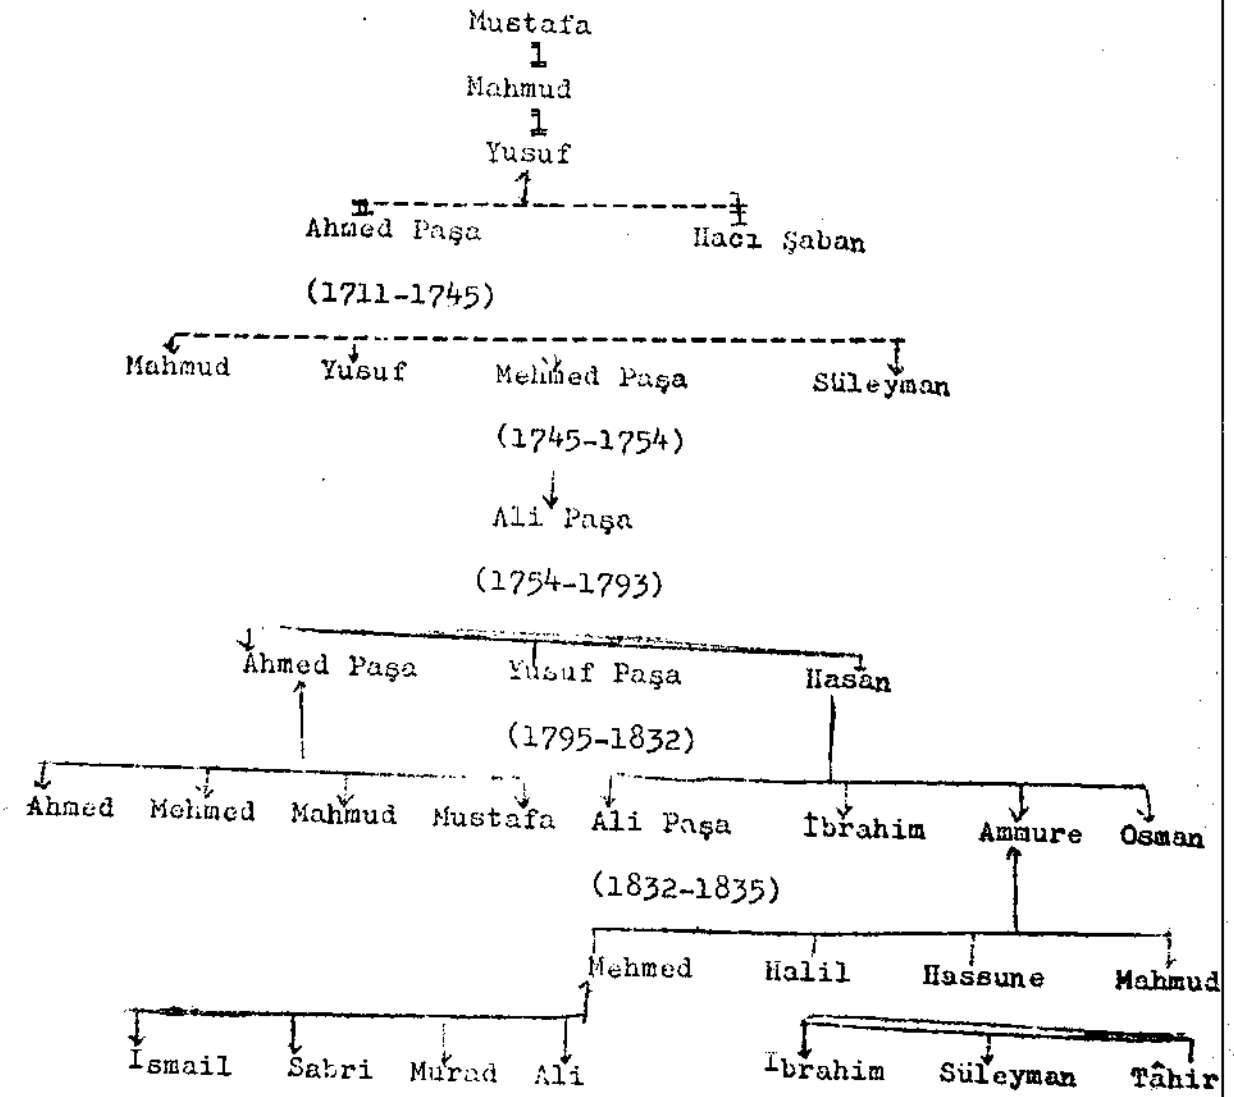 Mustafa
Mahmud
Yusuf
Ahmed Paşa Hacı Şaban
(1711-1745)
Mahmud Yusuf Mehmed Paşa Süleyman
(1745-1754)
Ali Paşa
(1754-1793)
Ahmed Paşa Yusuf Paşa Hasan
(1795-1832)
Ahmed Mehmed Mahmud Mustafa Ali Paşa İbrahim Ammure Osman
(1832-1835)
Mehmed Halil Hassune Mahmud
İsmail Sabri Murad Ali İbrahim Süleyman Tâhir